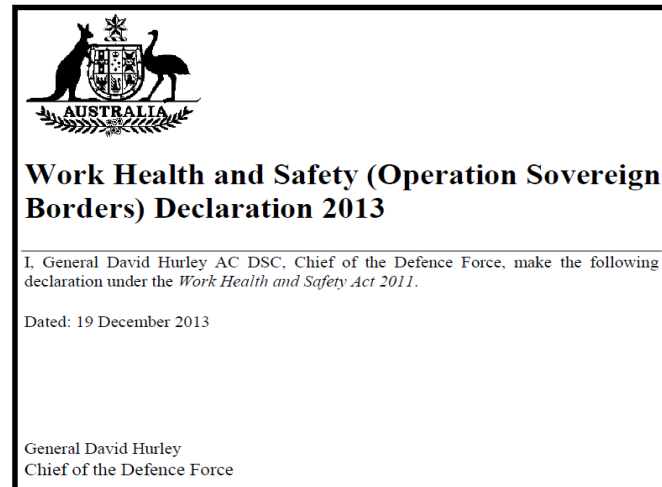 AUSTRALIA
Work Health and Safety (Operation Sovereign
Borders) Declaration 2013
I, General David Hurley AC DSC, Chief of the Defence Force, make the following
declaration under the Work Health and Safety Act 2011.
Dated: 19 December 2013
General David Hurley
Chief of the Defence Force